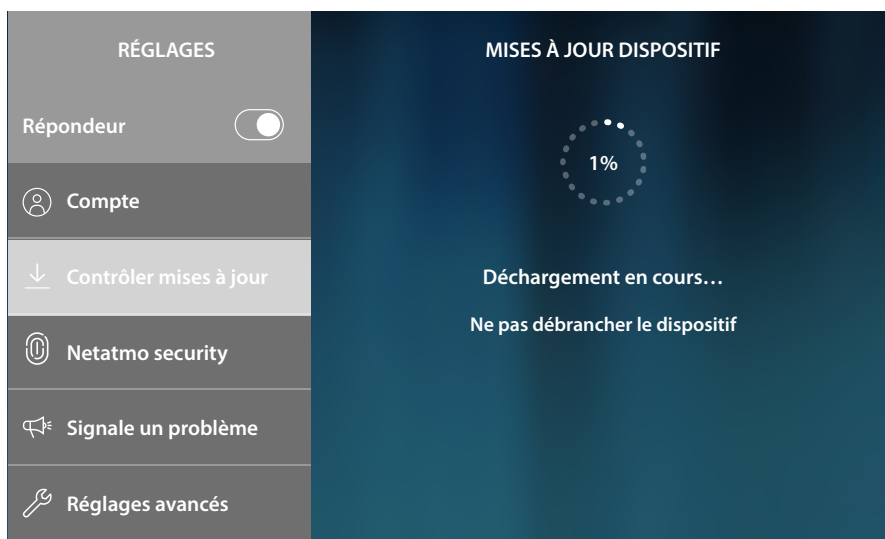 RÉGLAGES
Répondeur
Compte
Contrôler mises à jour
Netatmo security
Signale un problème
Réglages avancés
MISES À JOUR DISPOSITIF
1%
Déchargement en cours...
Ne pas débrancher le dispositif